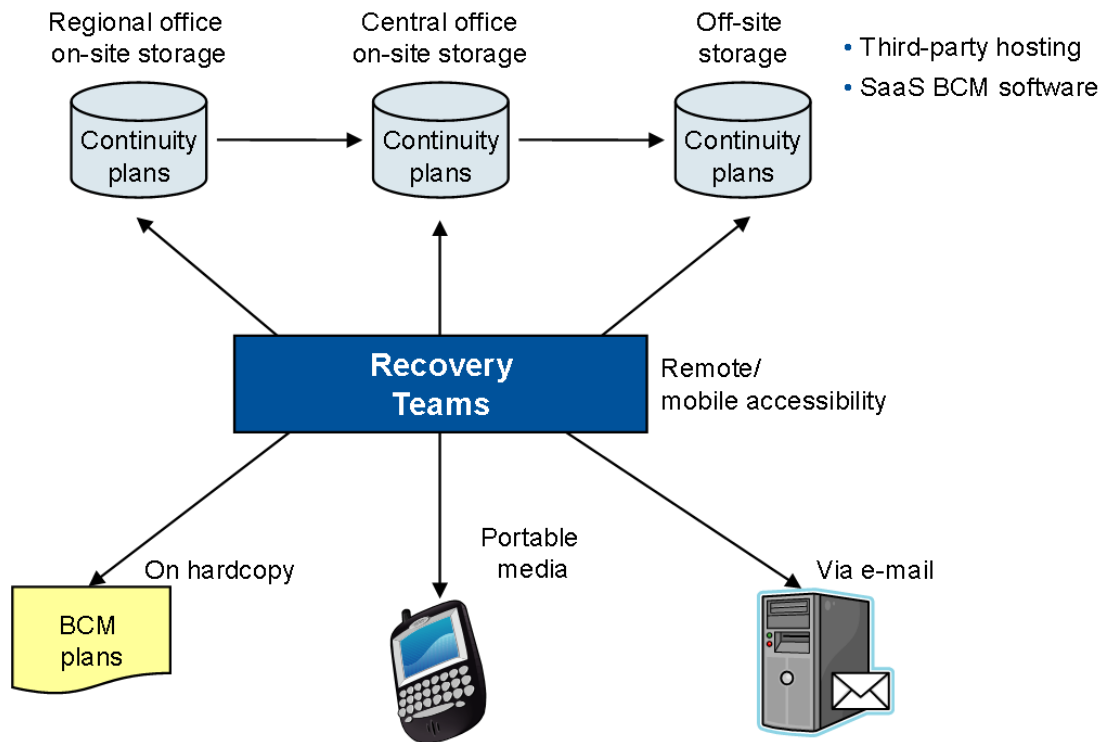 Regional office
on-site storage
Central office
on-site storage
Off-site
storage
• Third-party hosting
• SaaS BCM software
Continuity
plans
Continuity
plans
Continuity
plans
Recovery
Teams
Remote/
mobile accessibility
On hardcopy
Portable
media
Via e-mail
BCM
plans